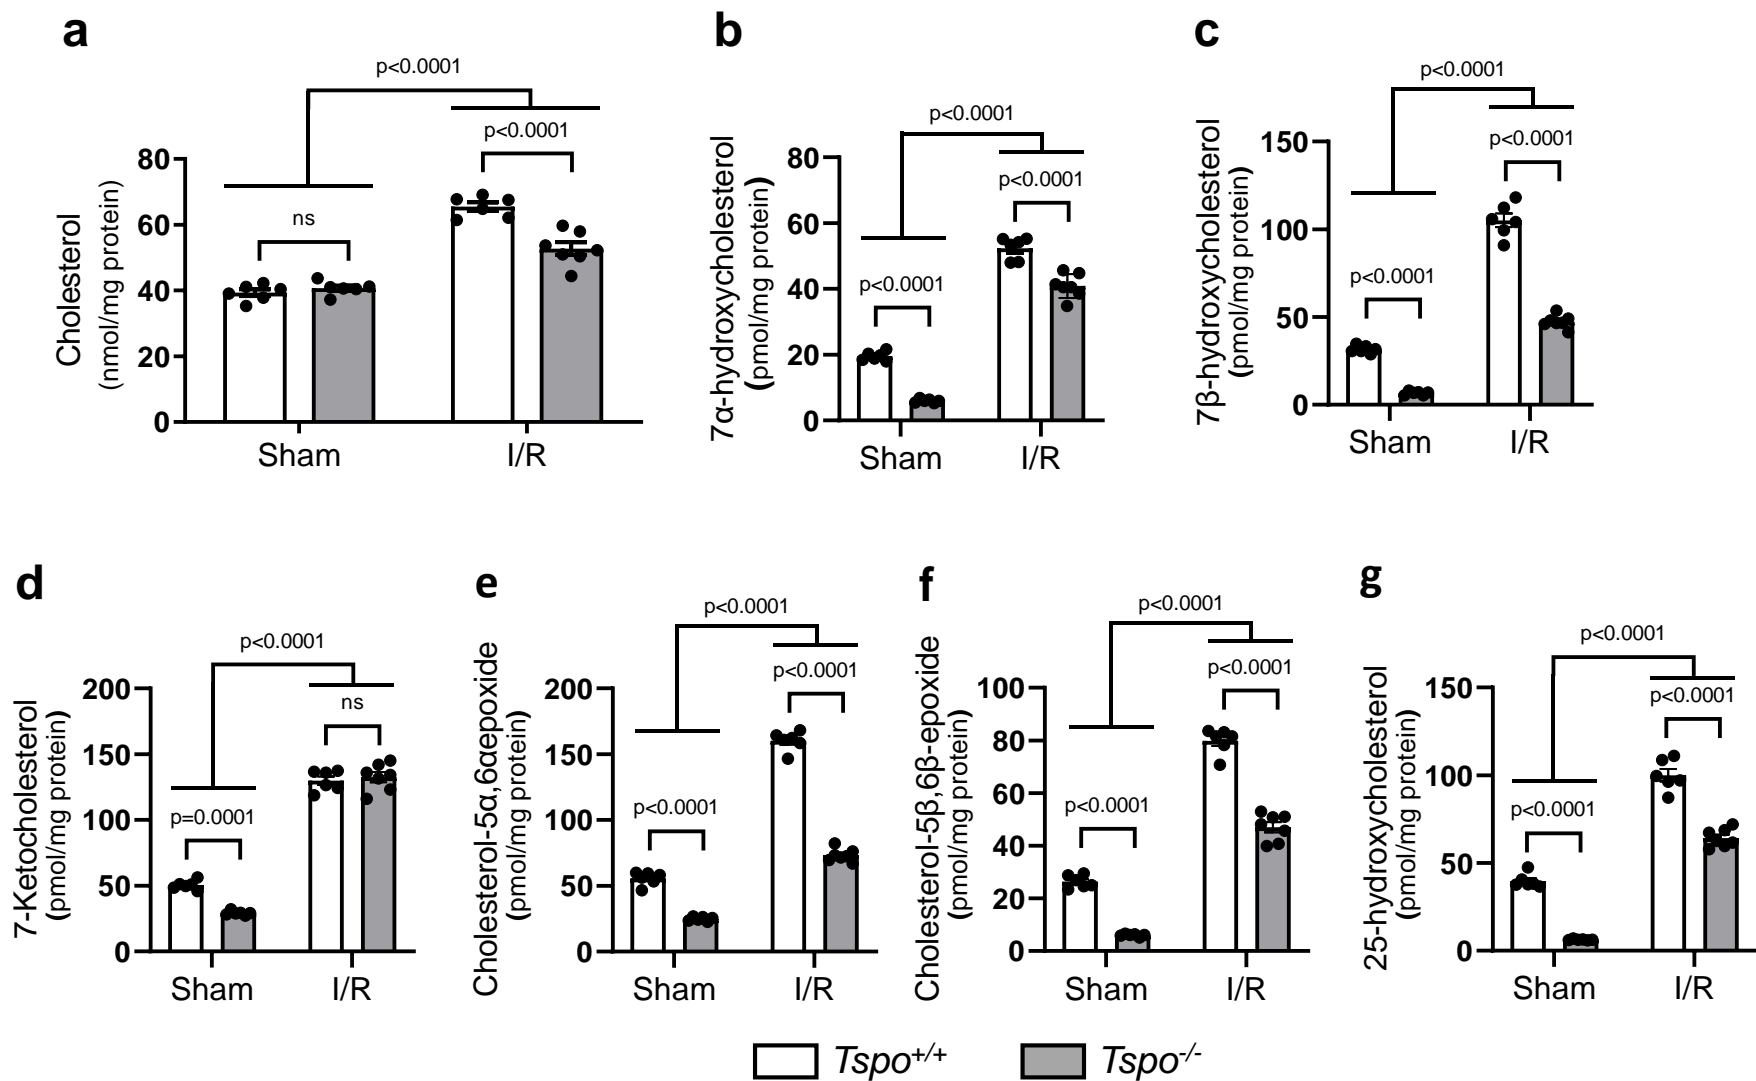 a
p<0.0001
p<0.0001
ns
Cholesterol
(nmol/mg protein)
80
60
40
20
0
Sham
I/R
b
p<0.0001
p<0.0001
p<0.0001
7α-hydroxycholesterol
(pmol/mg protein)
80
60
40
20
0
Sham
I/R
c
p<0.0001
p<0.0001
p<0.0001
7β-hydroxycholesterol
(pmol/mg protein)
150
100
50
0
Sham
I/R
d
p<0.0001
ns
p=0.0001
7-Ketocholesterol
(pmol/mg protein)
200
150
100
50
0
Sham
I/R
e
p<0.0001
p<0.0001
p<0.0001
Cholesterol-5α,6αepoxide
(pmol/mg protein)
200
150
100
50
0
Sham
I/R
f
p<0.0001
p<0.0001
p<0.0001
Cholesterol-5β,6β-epoxide
(pmol/mg protein)
100
80
60
40
20
0
Sham
I/R
g
p<0.0001
p<0.0001
p<0.0001
25-hydroxycholesterol
(pmol/mg protein)
150
100
50
0
Sham
I/R
Tspo+/+
Tspo-/-